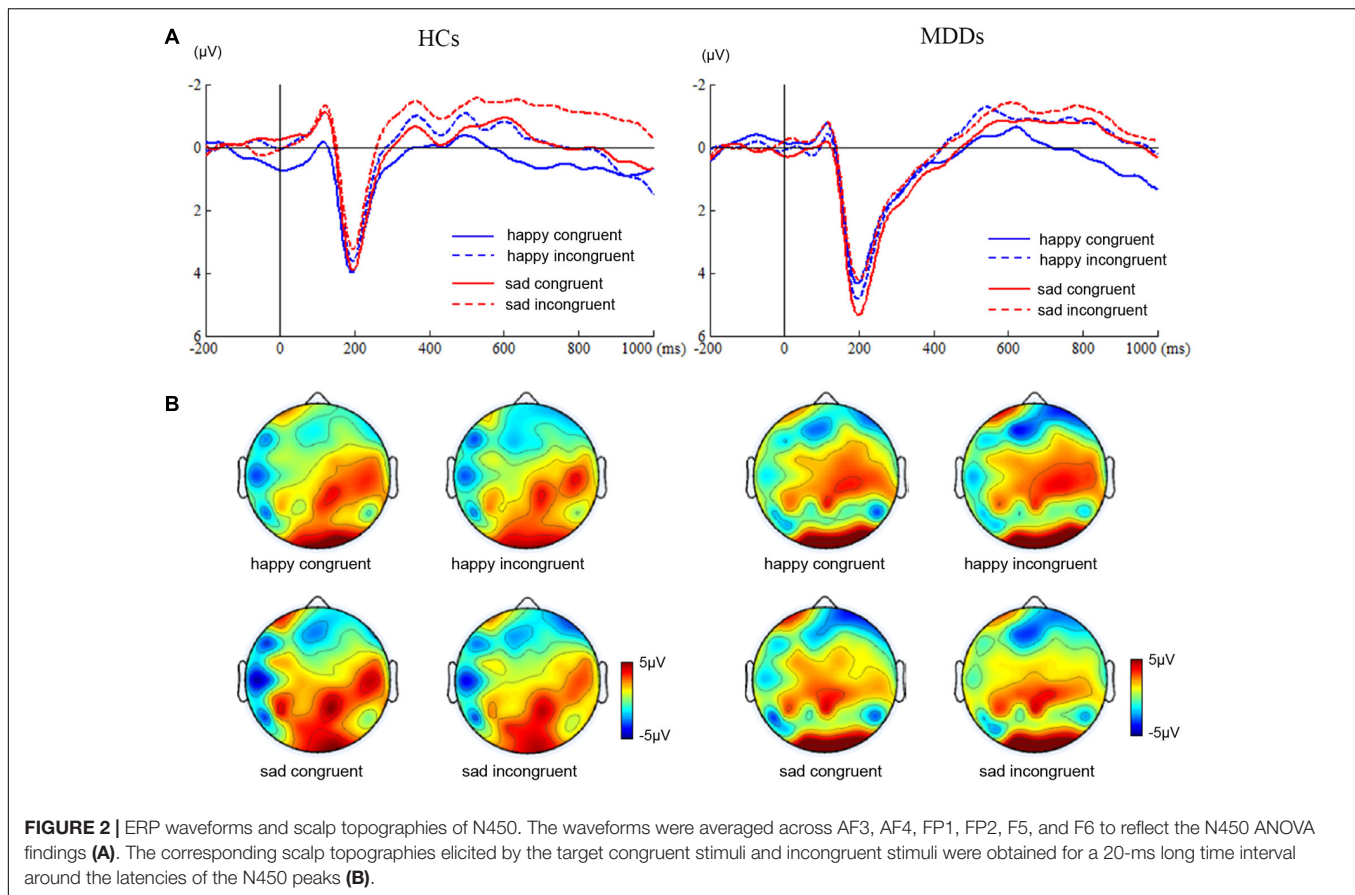 A
HCs
MDDs
(μV)
(μV)
-2
0
2
4
6
-200 0 200 400 600 800 1000 (ms)
happy congruent
happy incongruent
sad congruent
sad incongruent
-2
0
2
4
6
-200 0 200 400 600 800 1000 (ms)
happy congruent
happy incongruent
sad congruent
sad incongruent
B
happy congruent
happy incongruent
happy congruent
happy incongruent
5μV
-5μV
5μV
-5μV
sad congruent
sad incongruent
sad congruent
sad incongruent
FIGURE 2 | ERP waveforms and scalp topographies of N450. The waveforms were averaged across AF3, AF4, FP1, FP2, F5, and F6 to reflect the N450 ANOVA
findings (A). The corresponding scalp topographies elicited by the target congruent stimuli and incongruent stimuli were obtained for a 20-ms long time interval
around the latencies of the N450 peaks (B).